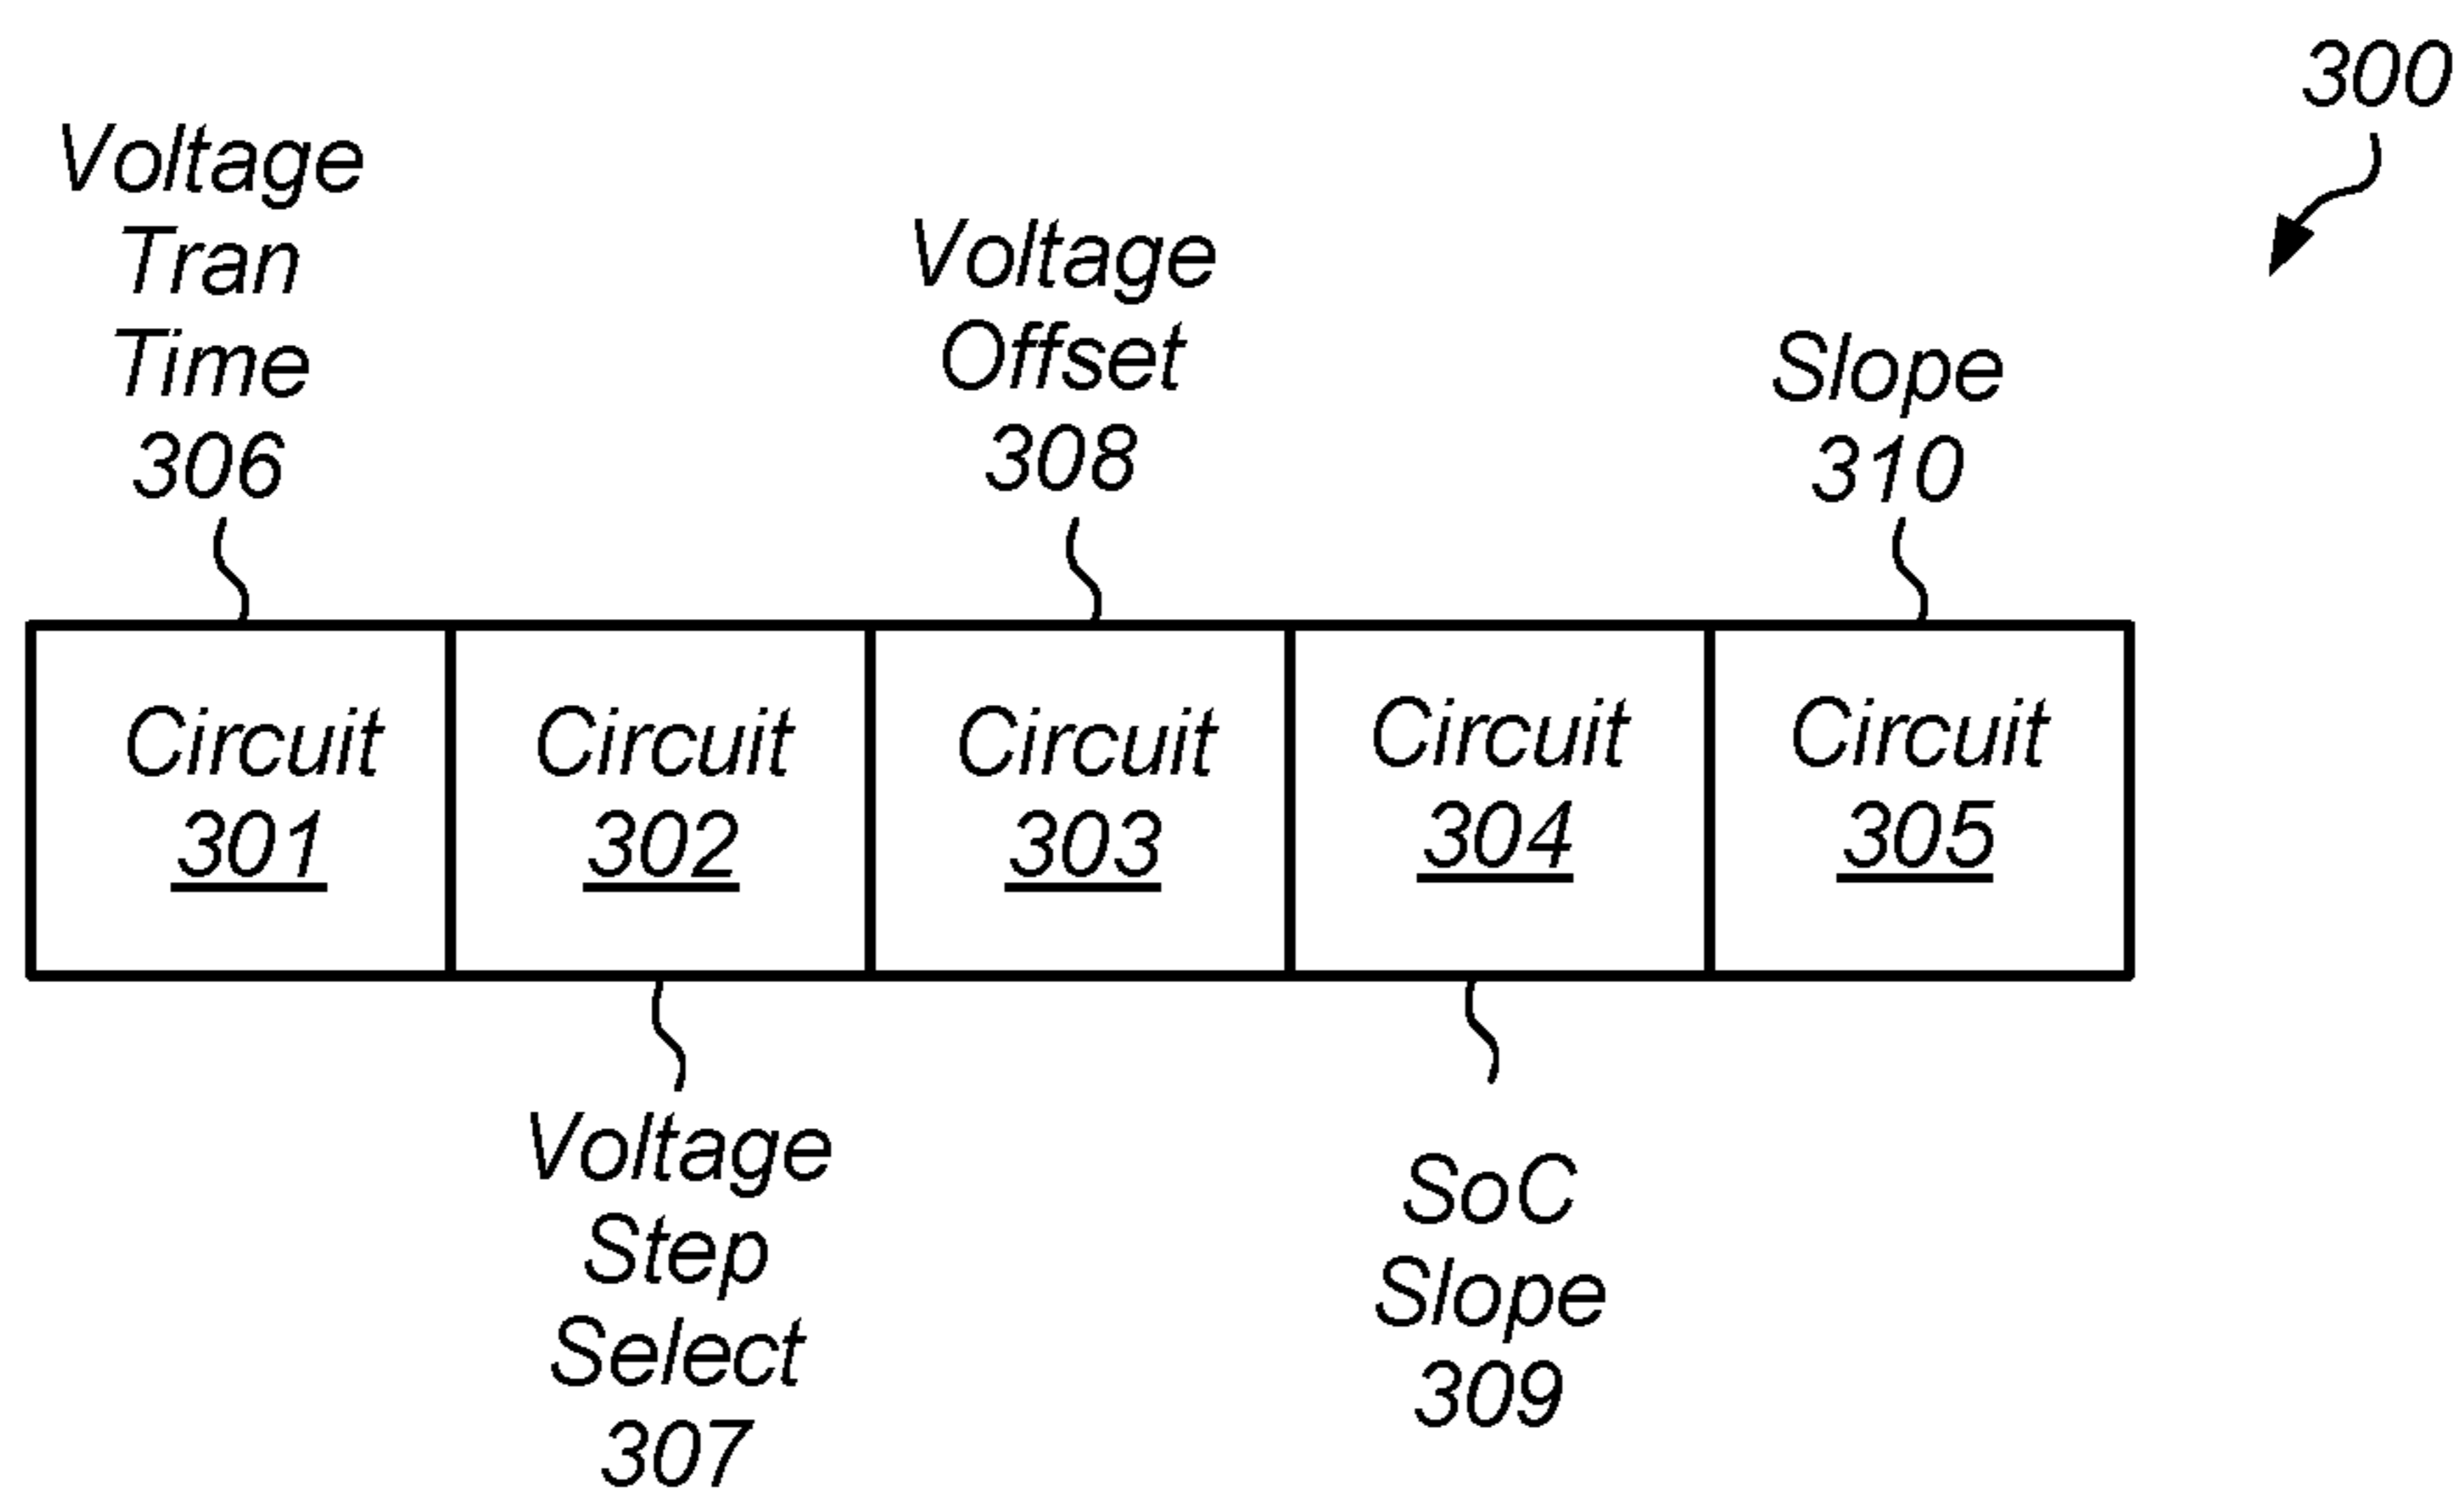 300
Voltage
Tran
Time
306
Voltage
Offset
308
Slope
310
Circuit
301
Circuit
302
Circuit
303
Circuit
304
Circuit
305
Voltage
Step
Select
307
SoC
Slope
309